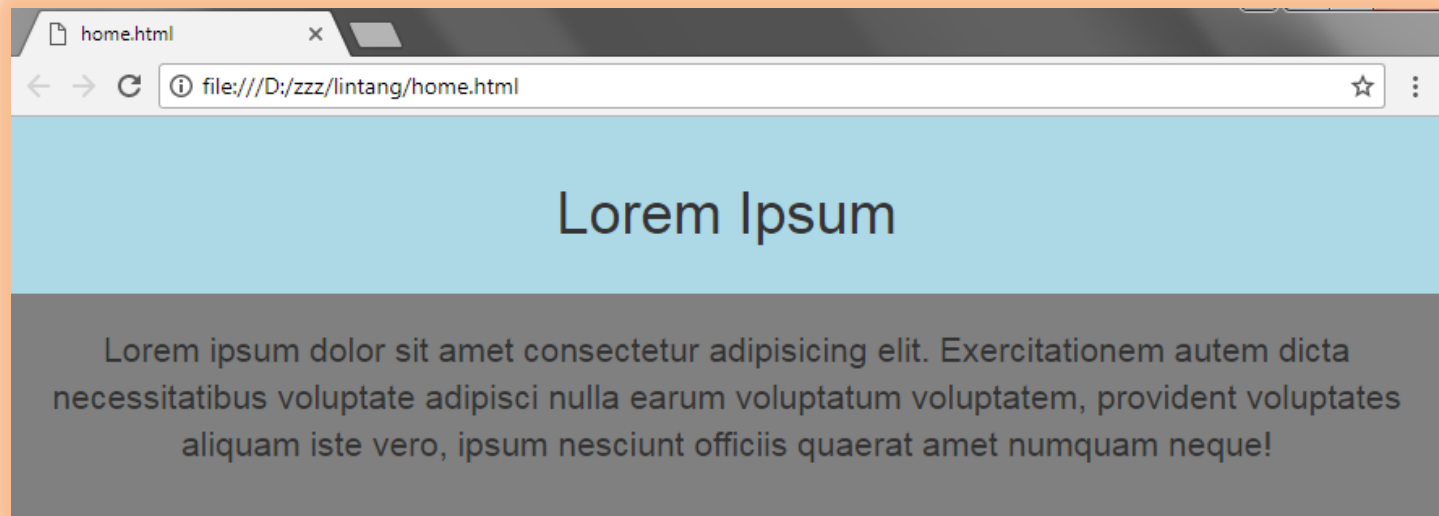 home.html
file:///D:/zzz/lintang/home.html
Lorem Ipsum
Lorem ipsum dolor sit amet consectetur adipisicing elit. Exercitationem autem dicta
necessitatibus voluptate adipisci nulla earum voluptatum voluptatem, provident voluptates
aliquam iste vero, ipsum nesciunt officiis quaerat amet numquam neque!